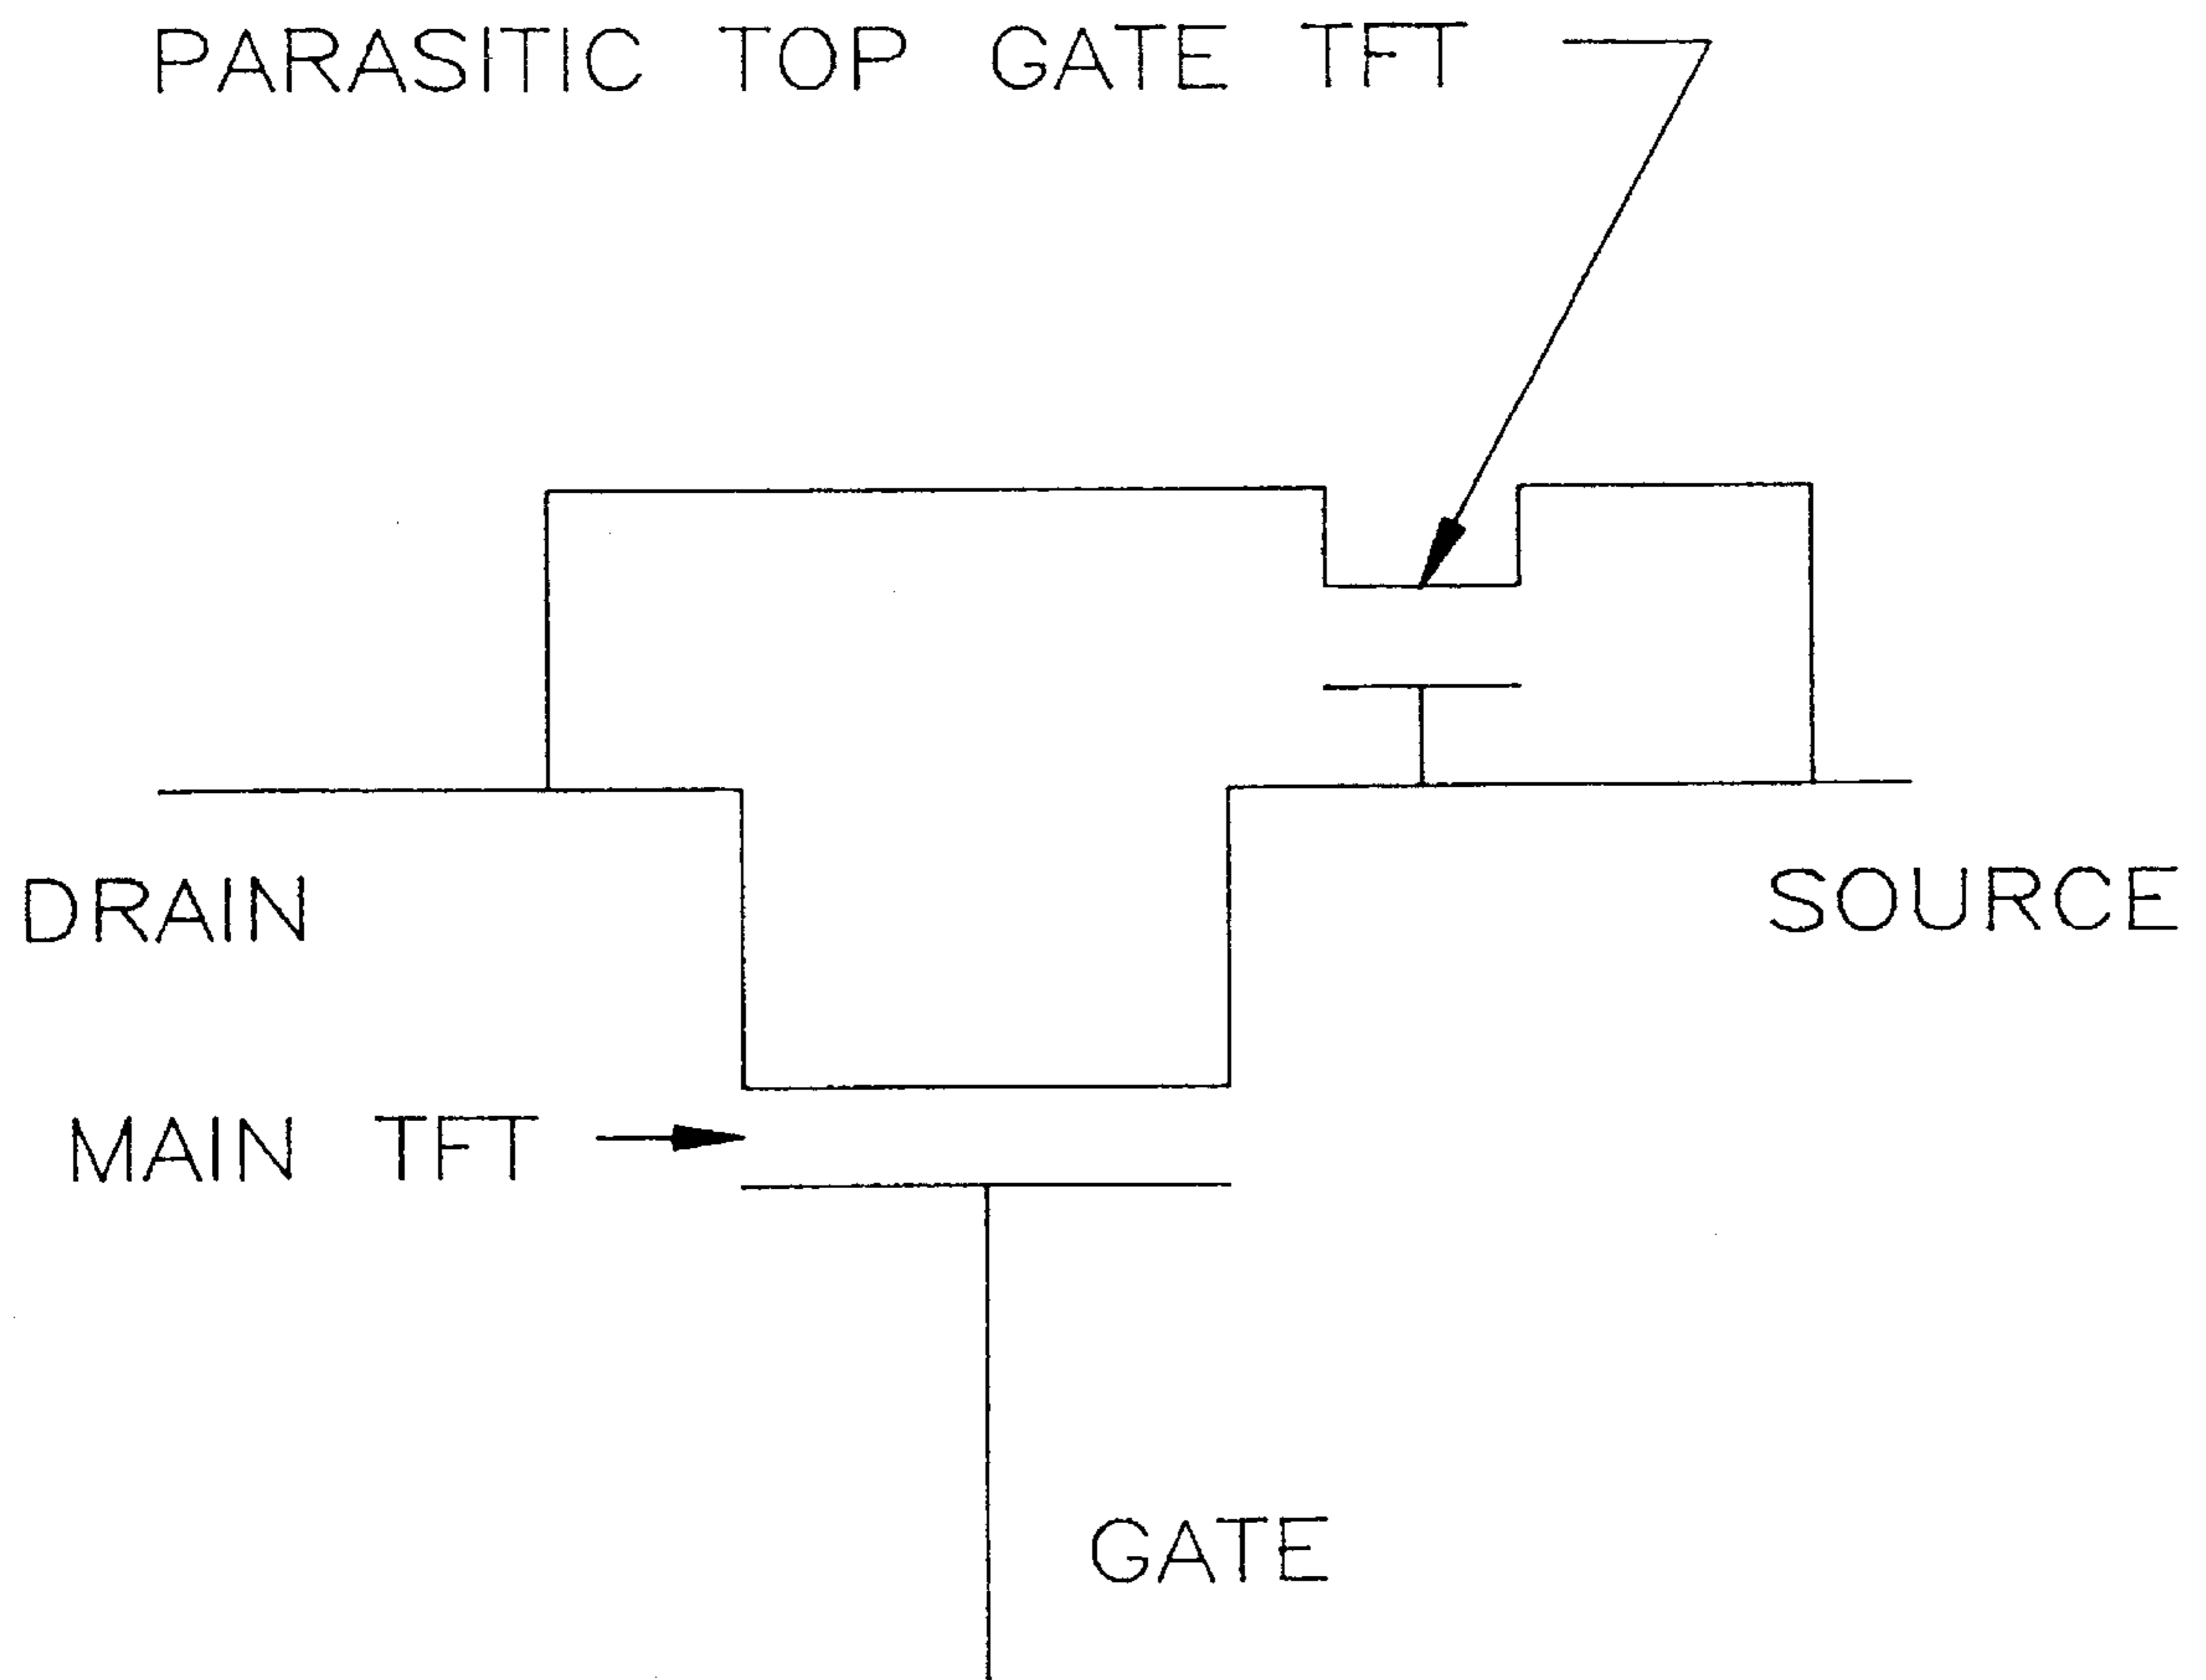 PARASITIC TOP GATE TFT
DRAIN
SOURCE
MAIN TFT
GATE